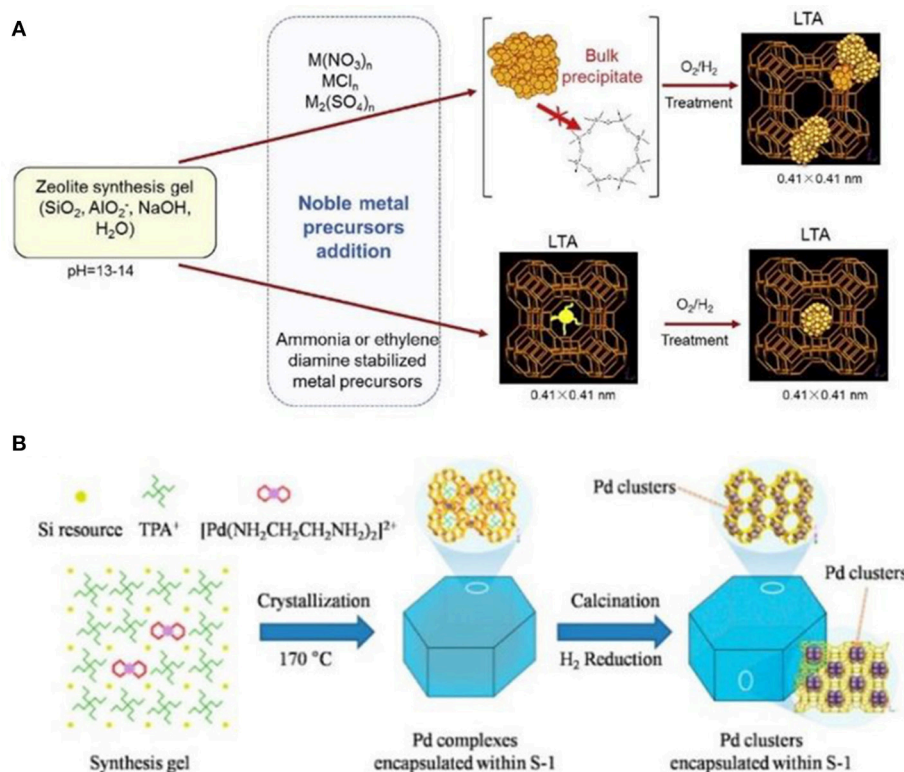 A
M(NO₃)ₙ
MClₙ
M₂(SO₄)ₙ
Noble metal
precursors
addition
Ammonia or ethylene
diamine stabilized
metal precursors
Zeolite synthesis gel
(SiO₂, AlO₂⁻, NaOH,
H₂O)
pH=13-14
Bulk
precipitate
O₂/H₂
Treatment
LTA
0.41×0.41 nm
LTA
0.41×0.41 nm
O₂/H₂
Treatment
LTA
0.41×0.41 nm
B
Si resource
TPA⁺
[Pd(NH₂CH₂CH₂NH₂)₂]²⁺
Synthesis gel
Crystallization
170 °C
Pd complexes
encapsulated within S-1
Calcination
H₂ Reduction
Pd clusters
Pd clusters
Pd clusters
encapsulated within S-1